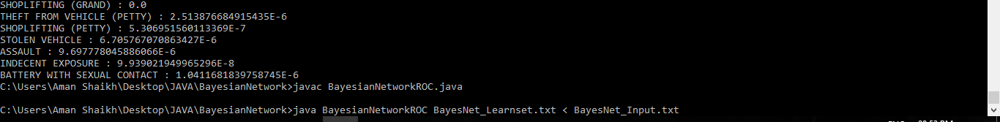 SHOPLIFTING (GRAND) : 0.0
THEFT FROM VEHICLE (PETTY) : 2.513876684915435E-6
SHOPLIFTING (PETTY) : 5.306951560113369E-7
STOLEN VEHICLE : 6.705767070863427E-6
ASSAULT : 9.697778045886066E-6
INDECENT EXPOSURE : 9.939021949965296E-8
BATTERY WITH SEXUAL CONTACT : 1.0411681839758745E-6
C:\Users\Aman Shaikh\Desktop\JAVA\BayesianNetwork>javac BayesianNetworkROC.java
C:\Users\Aman Shaikh\Desktop\JAVA\BayesianNetwork>java BayesianNetworkROC BayesNet_Learnset.txt < BayesNet_Input.txt